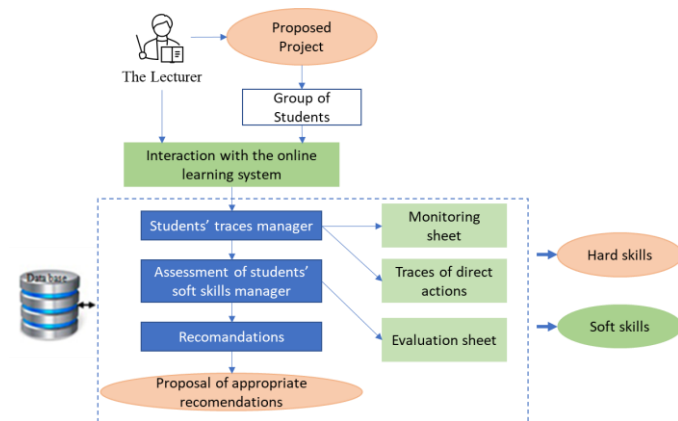 Proposed
Project
The Lecturer
Group of
Students
Interaction with the online
learning system
Students' traces manager
Monitoring
sheet
Assessment of students'
soft skills manager
Traces of direct
actions
Hard skills
Data base
Recomandations
Evaluation sheet
Soft skills
Proposal of appropriate
recomendations